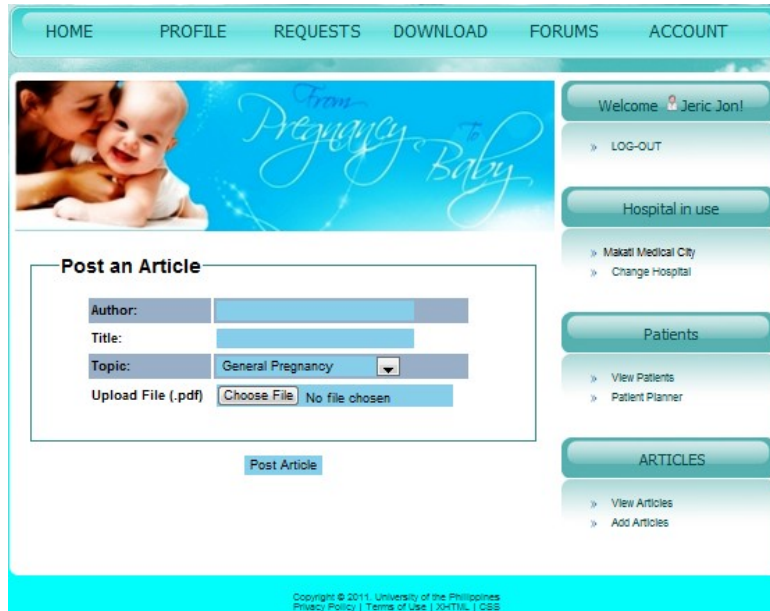 HOME PROFILE REQUESTS DOWNLOAD FORUMS ACCOUNT
From
Pregnancy
To
Baby
Post an Article
Author:
Title:
Topic: General Pregnancy
Upload File (.pdf) Choose File No file chosen
Post Article
Welcome Jeric Jon!
» LOG-OUT
Hospital in use
» Makati Medical City
» Change Hospital
Patients
» View Patients
» Patient Planner
ARTICLES
» View Articles
» Add Articles
Copyright © 2011. University of the Philippines
Privacy Policy | Terms of Use | XHTML | CSS